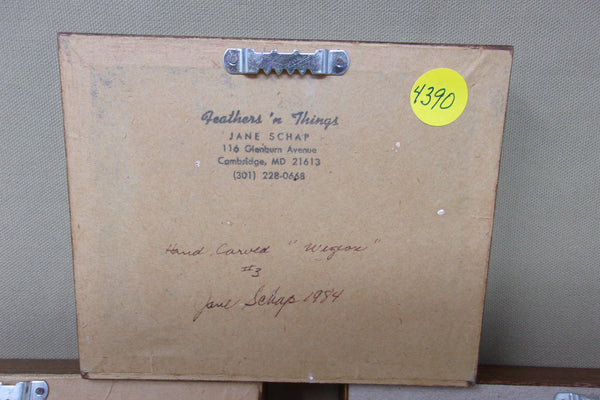 4390
Feathers 'n Things
JANE SCHAP
116 Glenburn Avenue
Cambridge, MD 21613
(301) 228-0668
Hand Carved "Wigeon"
#3
Jane Schap 1984